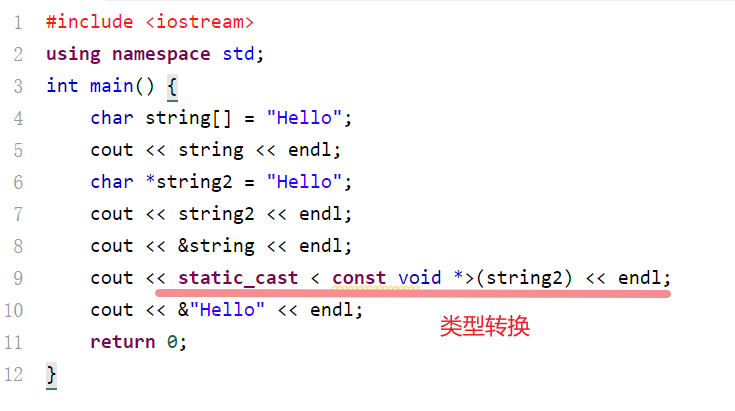 1 #include <iostream>
2 using namespace std;
3 int main() {
4 char string[] = "Hello";
5 cout << string << endl;
6 char *string2 = "Hello";
7 cout << string2 << endl;
8 cout << &string << endl;
9 cout << static_cast < const void *>(string2) << endl;
10 cout << &"Hello" << endl;
类型转换
11 return 0;
12 }